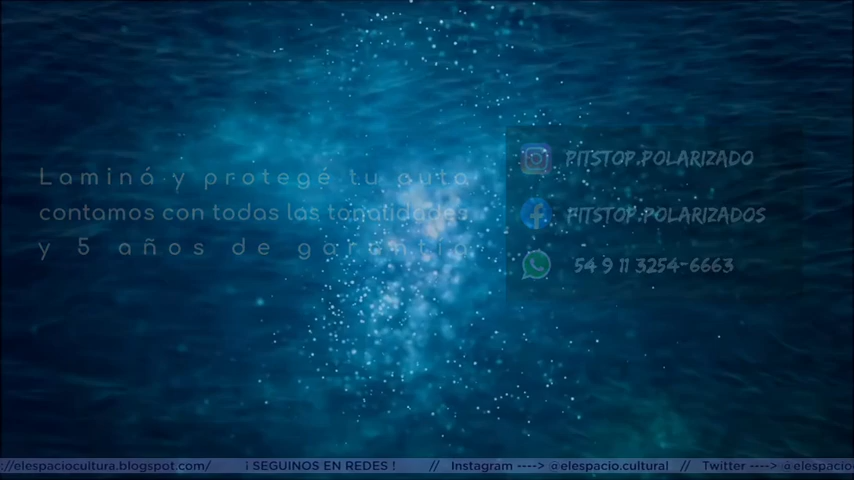 Laminá y protegé tu auto
contamos con todas las tonalidades
y 5 años de garantía
PITSTOP.POLARIZADO
PITSTOP.POLARIZADOS
54 9 11 3254-6663
://elespaciocultura.blogspot.com/ ¡ SEGUINOS EN REDES ! // Instagram ----> @elespacio.cultural // Twitter ----> @elespacio